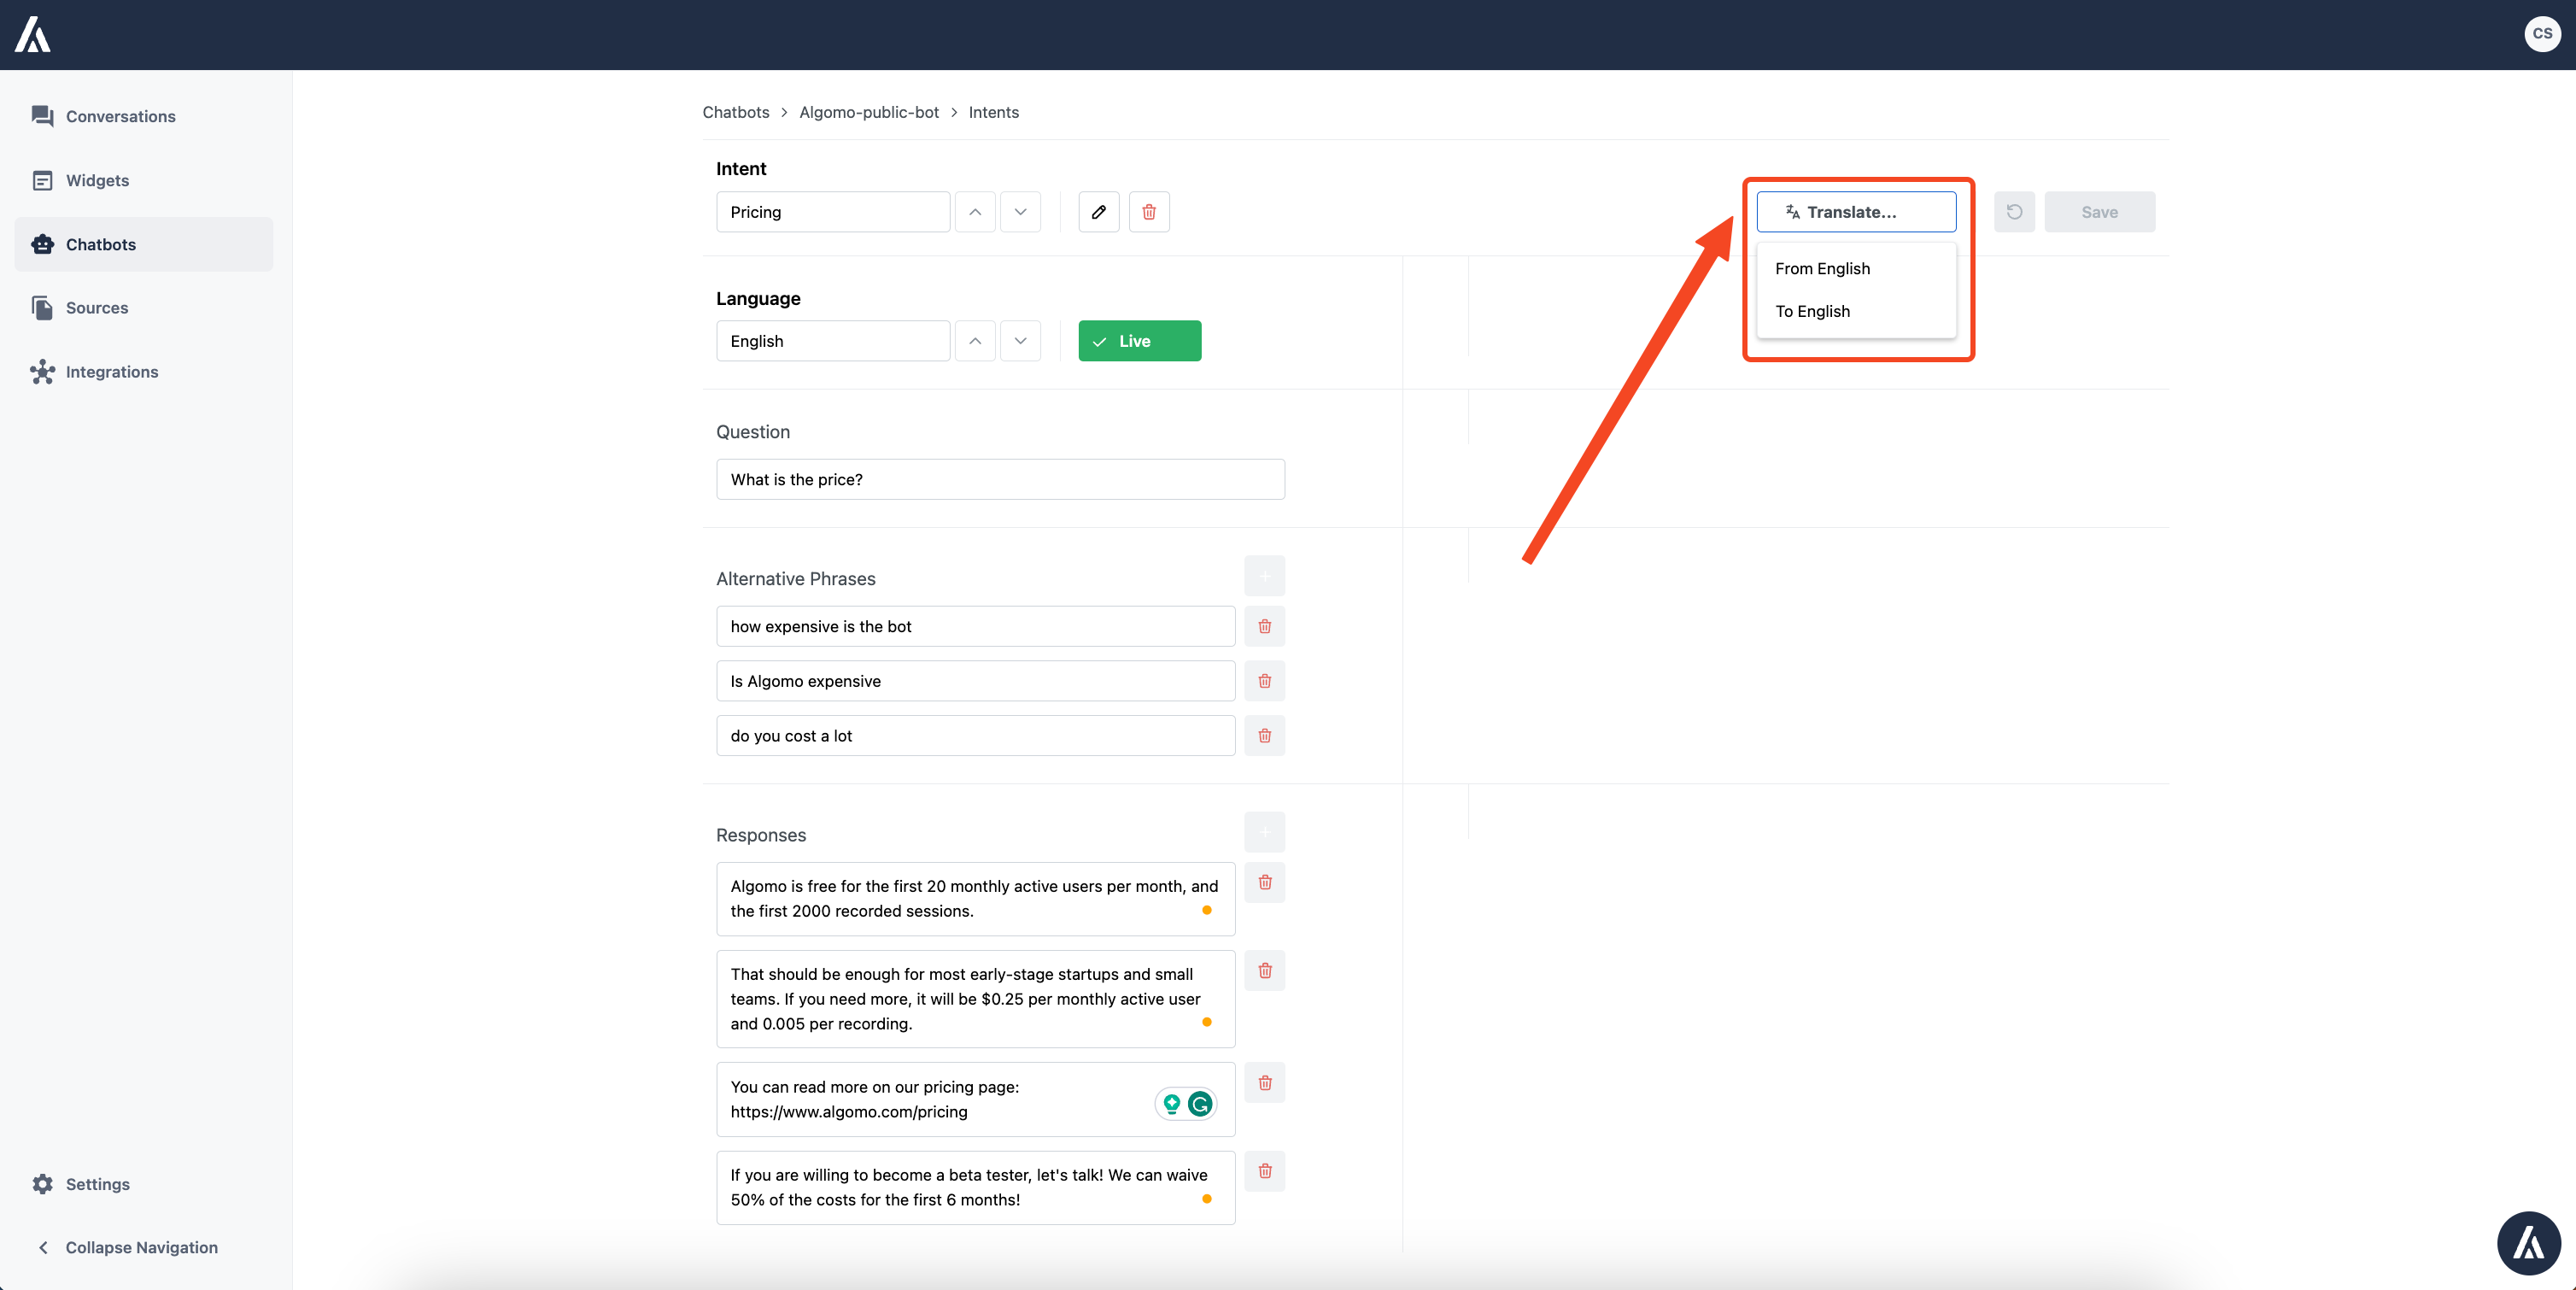 CS
Conversations
Widgets
Chatbots
Sources
Integrations
Settings
Collapse Navigation
Chatbots > Algomo-public-bot > Intents
Intent
Pricing
Translate...
Save
From English
To English
Language
English
Live
Question
What is the price?
Alternative Phrases
how expensive is the bot
Is Algomo expensive
do you cost a lot
Responses
Algomo is free for the first 20 monthly active users per month, and
the first 2000 recorded sessions.
That should be enough for most early-stage startups and small
teams. If you need more, it will be $0.25 per monthly active user
and 0.005 per recording.
You can read more on our pricing page:
https://www.algomo.com/pricing
If you are willing to become a beta tester, let's talk! We can waive
50% of the costs for the first 6 months!